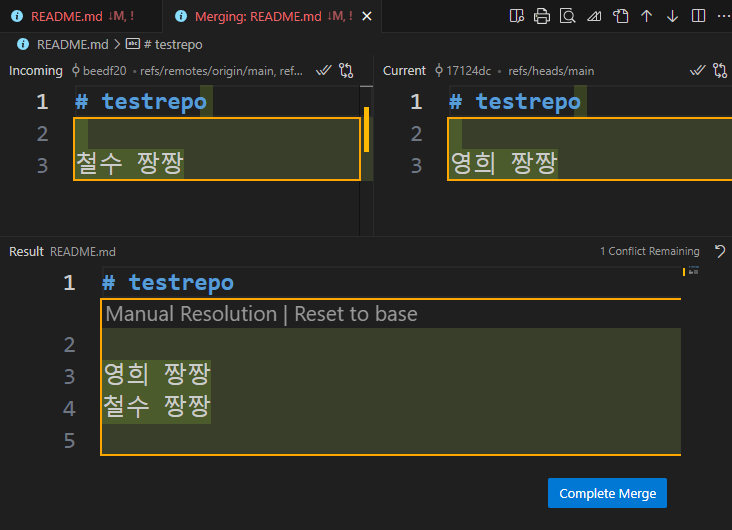 README.md ↓M, !
Merging: README.md ↓M, !
README.md > # testrepo
Incoming beedf20 • refs/remotes/origin/main, ref...
1 # testrepo
2
3 철수 짱짱
Current 17124dc • refs/heads/main
1 # testrepo
2
3 영희 짱짱
Result README.md
1 Conflict Remaining
1 # testrepo
Manual Resolution | Reset to base
2
3 영희 짱짱
4 철수 짱짱
5
Complete Merge